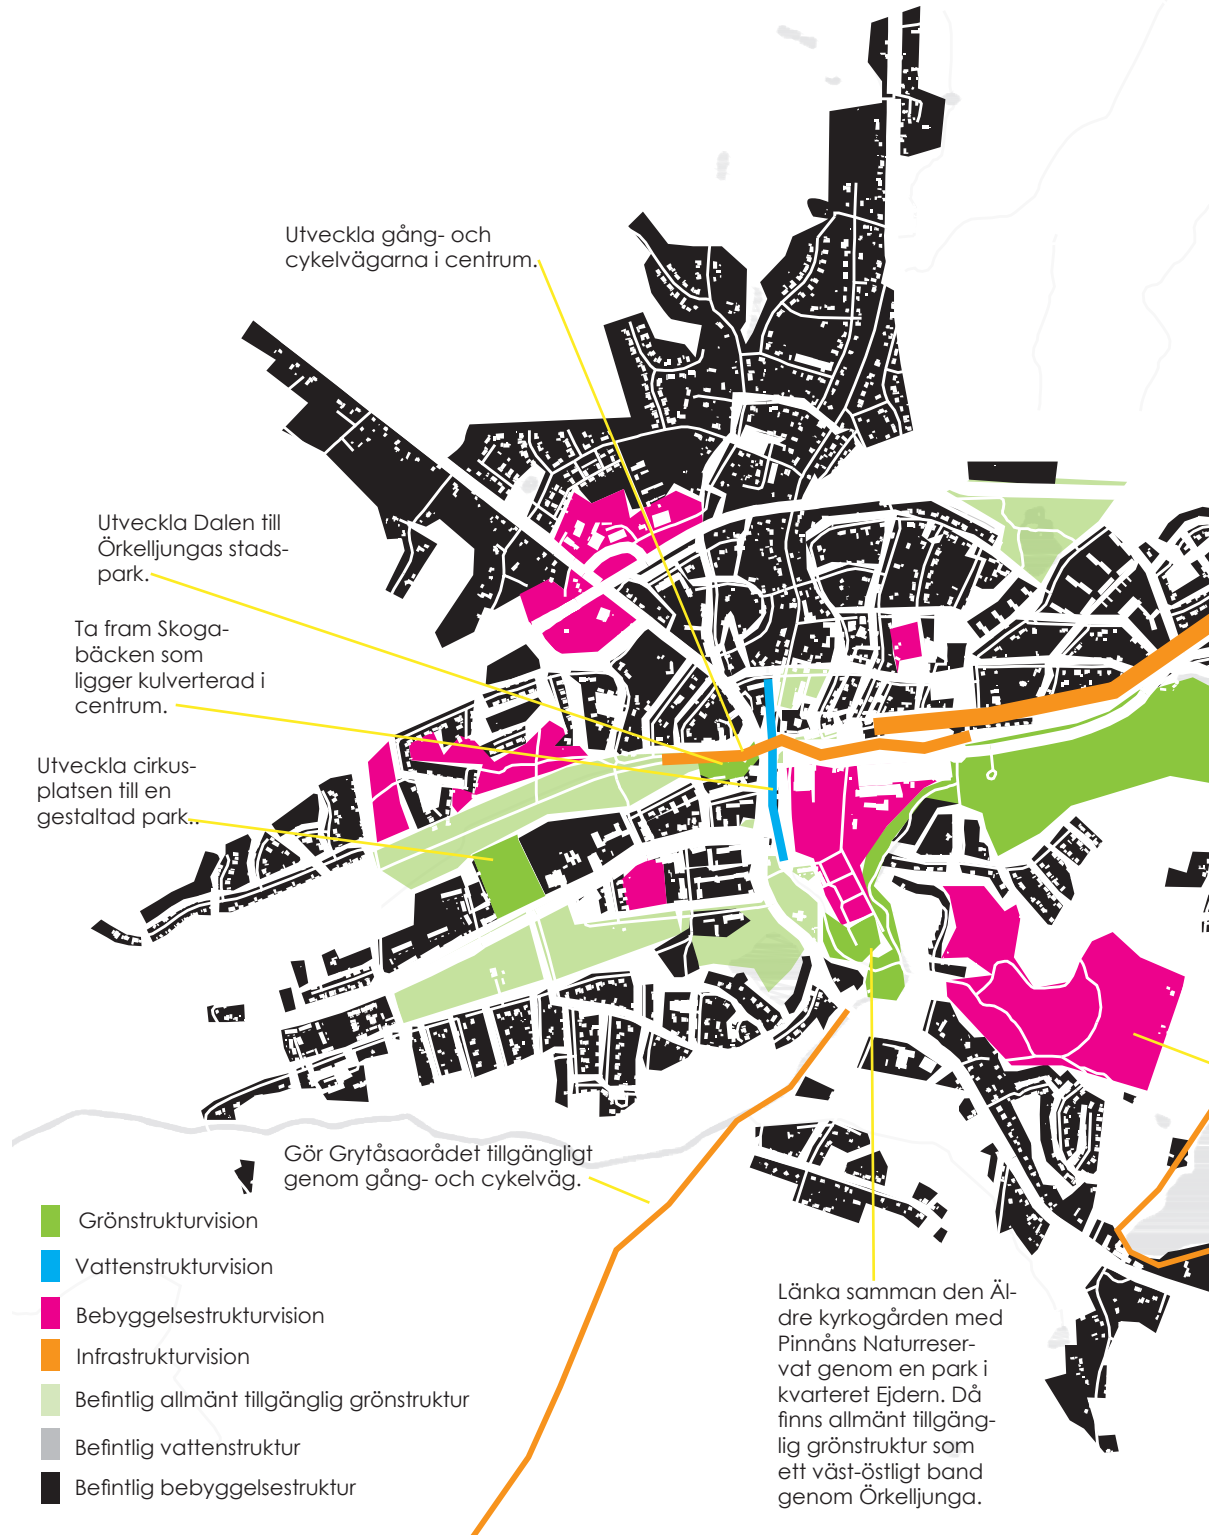 Utveckla gång- och
cykelvägarna i centrum.
Utveckla Dalen till
Örkelljungas stads-
park.
Ta fram Skoga-
bäcken som
ligger kulverterad i
centrum.
Utveckla cirkus-
platsen till en
gestaltad park..
Gör Grytåsaorådet tillgängligt
genom gång- och cykelväg.
Grönstrukturvision
Vattenstrukturvision
Bebyggelsestrukturvision
Infrastrukturvision
Befintlig allmänt tillgänglig grönstruktur
Befintlig vattenstruktur
Befintlig bebyggelsestruktur
Länka samman den Äl-
dre kyrkogården med
Pinnåns Naturreser-
vat genom en park i
kvarteret Ejdern. Då
finns allmänt tillgäng-
lig grönstruktur som
ett väst-östligt band
genom Örkelljunga.